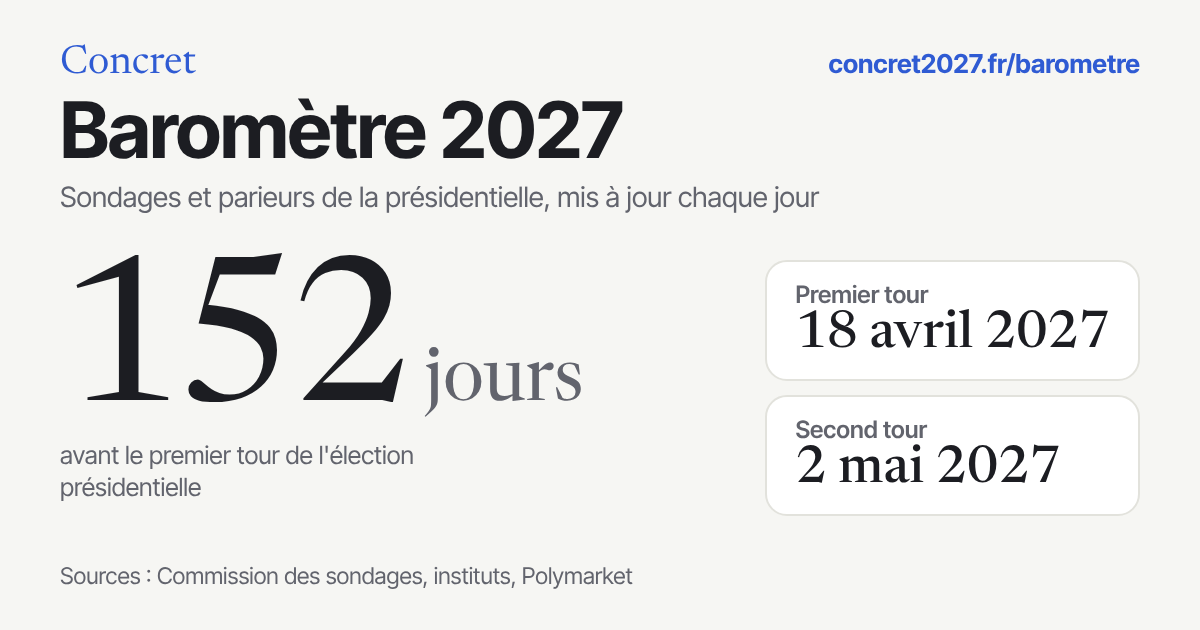 Concret
concret2027.fr/barometre
Baromètre 2027
Sondages et parieurs de la présidentielle, mis à jour chaque jour
152 jours
avant le premier tour de l'élection
présidentielle
Premier tour
18 avril 2027
Second tour
2 mai 2027
Sources : Commission des sondages, instituts, Polymarket